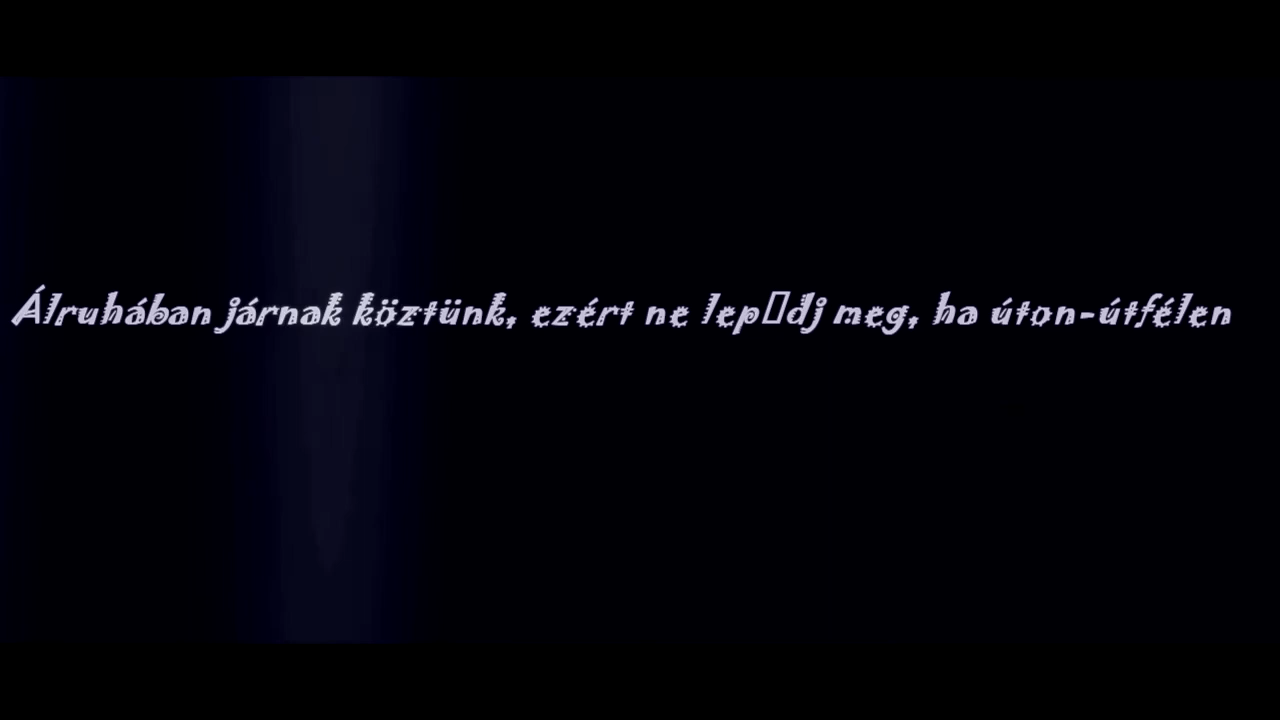 Álruhában járnak köztünk, ezért ne lep▯dj meg, ha úton-útfélen